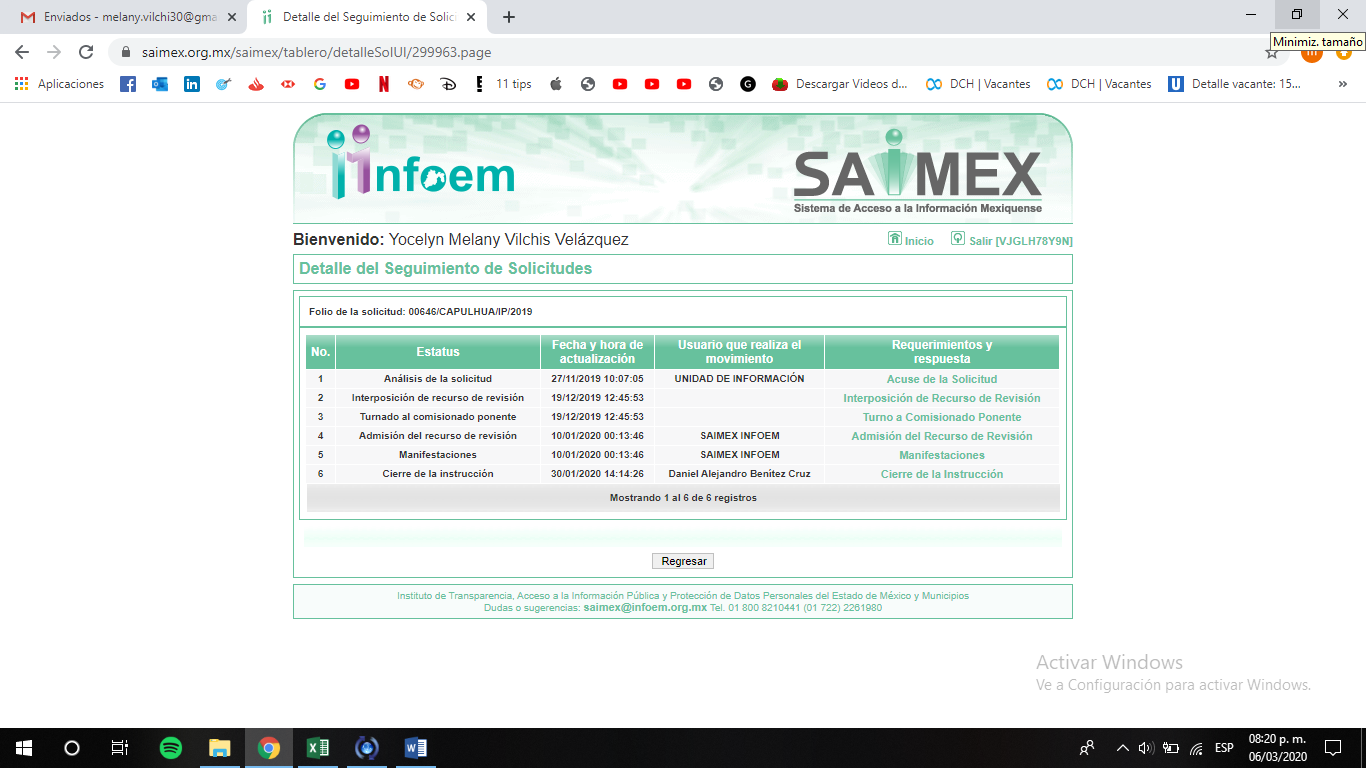 Enviados - melany.vilchi30@gma
Detalle del Seguimiento de Solic
Minimiz. tamaño
saimex.org.mx/saimex/tablero/detalleSolUI/299963.page
Aplicaciones
11 tips
Descargar Videos d...
DCH | Vacantes
DCH | Vacantes
Detalle vacante: 15...
infoem
SAiMEX
Sistema de Acceso a la Información Mexiquense
Bienvenido: Yocelyn Melany Vilchis Velázquez
Inicio
Salir [VJGLH78Y9N]
Detalle del Seguimiento de Solicitudes
Folio de la solicitud: 00646/CAPULHUA/IP/2019
No. Estatus Fecha y hora de actualización Usuario que realiza el movimiento Requerimientos y respuesta
1 Análisis de la solicitud 27/11/2019 10:07:05 UNIDAD DE INFORMACIÓN Acuse de la Solicitud
2 Interposición de recurso de revisión 19/12/2019 12:45:53 Interposición de Recurso de Revisión
3 Turnado al comisionado ponente 19/12/2019 12:45:53 Turno a Comisionado Ponente
4 Admisión del recurso de revisión 10/01/2020 00:13:46 SAIMEX INFOEM Admisión del Recurso de Revisión
5 Manifestaciones 10/01/2020 00:13:46 SAIMEX INFOEM Manifestaciones
6 Cierre de la instrucción 30/01/2020 14:14:26 Daniel Alejandro Benítez Cruz Cierre de la Instrucción
Mostrando 1 al 6 de 6 registros
Regresar
Instituto de Transparencia, Acceso a la Información Pública y Protección de Datos Personales del Estado de México y Municipios
Dudas o sugerencias: saimex@infoem.org.mx Tel. 01 800 8210441 (01 722) 2261980
Activar Windows
Ve a Configuración para activar Windows.
ESP
08:20 p. m.
06/03/2020